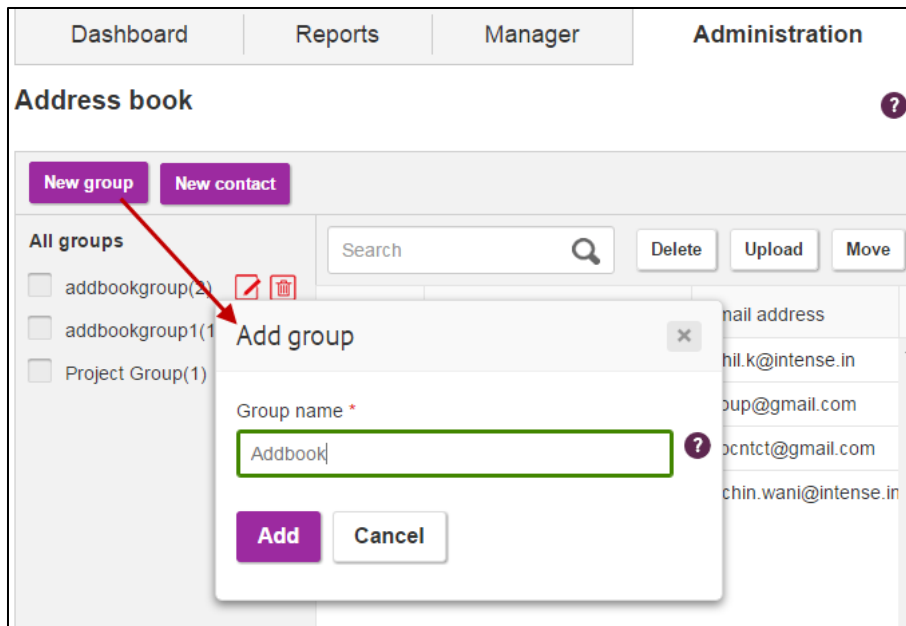 Dashboard Reports Manager Administration
Address book
?
New group New contact
All groups
Search Delete Upload Move
addbookgroup(2)
addbookgroup1(1
Project Group(1)
mail address
hil.k@intense.in
oup@gmail.com
cntct@gmail.com
chin.wani@intense.in
Add group
×
Group name *
Addbook
?
Add Cancel